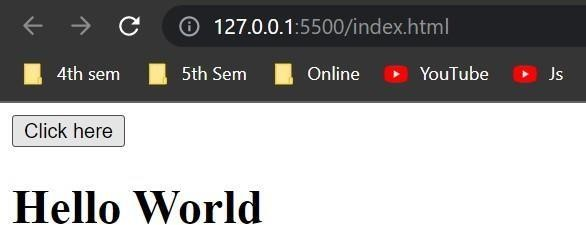 127.0.0.1:5500/index.html
4th sem 5th Sem Online YouTube Js
Click here
Hello World